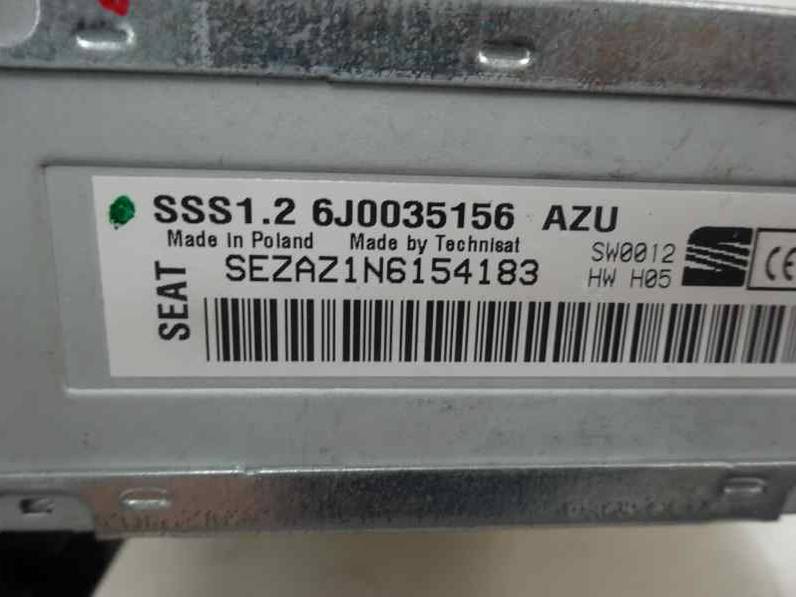 SSS1.2 6J0035156 AZU
Made in Poland Made by Technisat
SW0012
SEZAZ1N6154183
HW H05
SEAT
CE